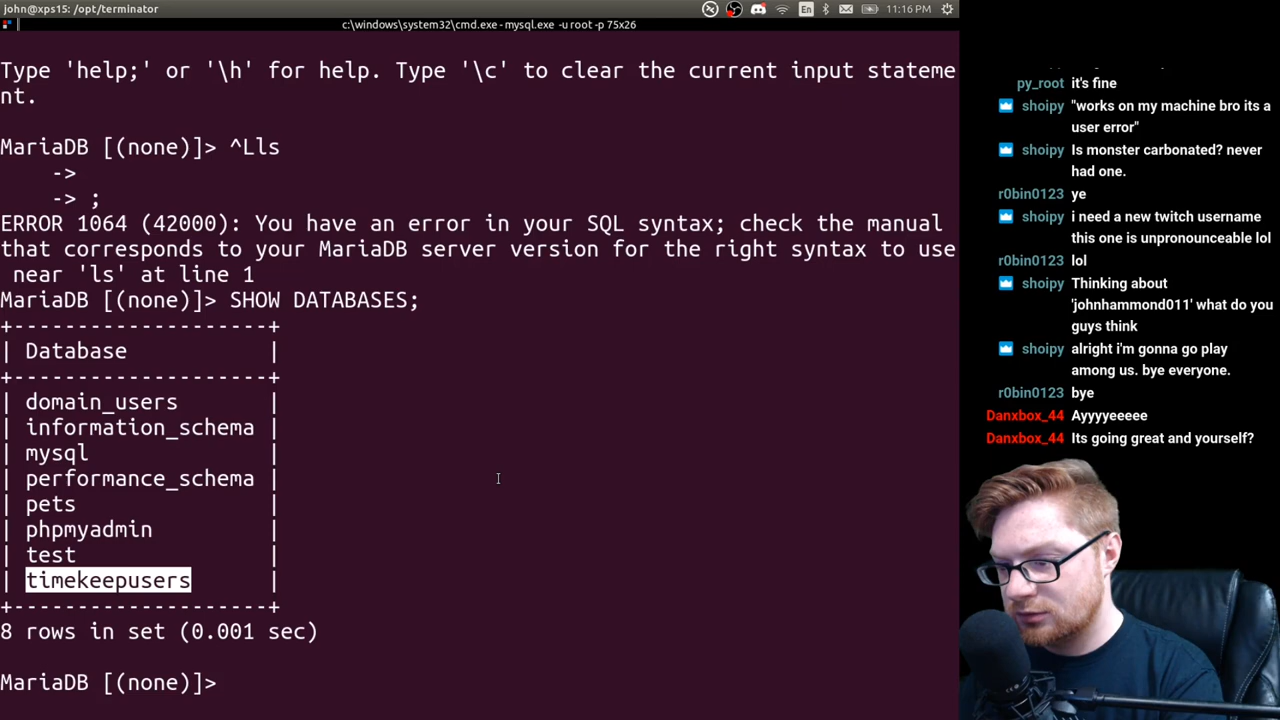 john@xps15: /opt/terminator
En
11:16 PM
c:\windows\system32\cmd.exe - mysql.exe -u root -p 75x26
Type 'help;' or '\h' for help. Type '\c' to clear the current input stateme
nt.
MariaDB [(none)]> ^Lls
    ->
    -> ;
ERROR 1064 (42000): You have an error in your SQL syntax; check the manual
that corresponds to your MariaDB server version for the right syntax to use
 near 'ls' at line 1
MariaDB [(none)]> SHOW DATABASES;
+--------------------+
| Database           |
+--------------------+
| domain_users       |
| information_schema |
| mysql              |
| performance_schema |
| pets               |
| phpmyadmin         |
| test               |
| timekeepusers      |
+--------------------+
8 rows in set (0.001 sec)
MariaDB [(none)]>
py_root it's fine
shoipy "works on my machine bro its a
user error"
shoipy Is monster carbonated? never
had one.
r0bin0123 ye
shoipy i need a new twitch username
this one is unpronounceable lol
r0bin0123 lol
shoipy Thinking about
'johnhammond011' what do you
guys think
shoipy alright i'm gonna go play
among us. bye everyone.
r0bin0123 bye
Danxbox_44 Ayyyyeeeee
Danxbox_44 Its going great and yourself?